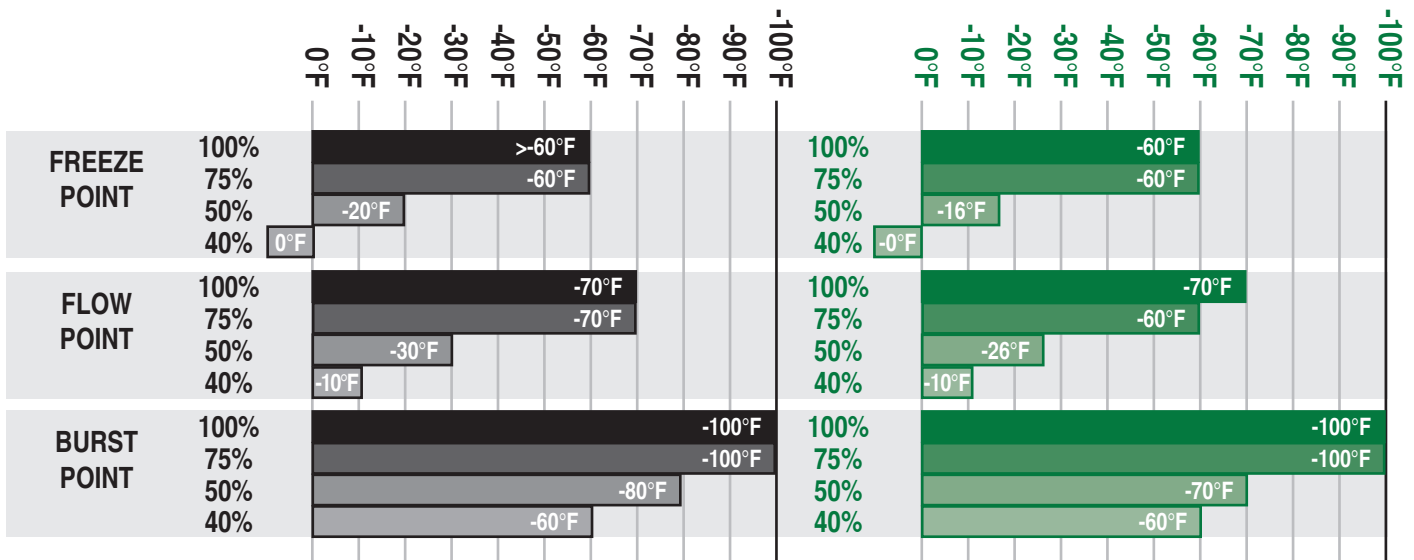 0°F -10°F -20°F -30°F -40°F -50°F -60°F -70°F -80°F -90°F -100°F
0°F -10°F -20°F -30°F -40°F -50°F -60°F -70°F -80°F -90°F -100°F
FREEZE
POINT
100% >-60°F
75% -60°F
50% -20°F
40% 0°F
100% -60°F
75% -60°F
50% -16°F
40% -0°F
FLOW
POINT
100% -70°F
75% -70°F
50% -30°F
40% -10°F
100% -70°F
75% -60°F
50% -26°F
40% -10°F
BURST
POINT
100% -100°F
75% -100°F
50% -80°F
40% -60°F
100% -100°F
75% -100°F
50% -70°F
40% -60°F